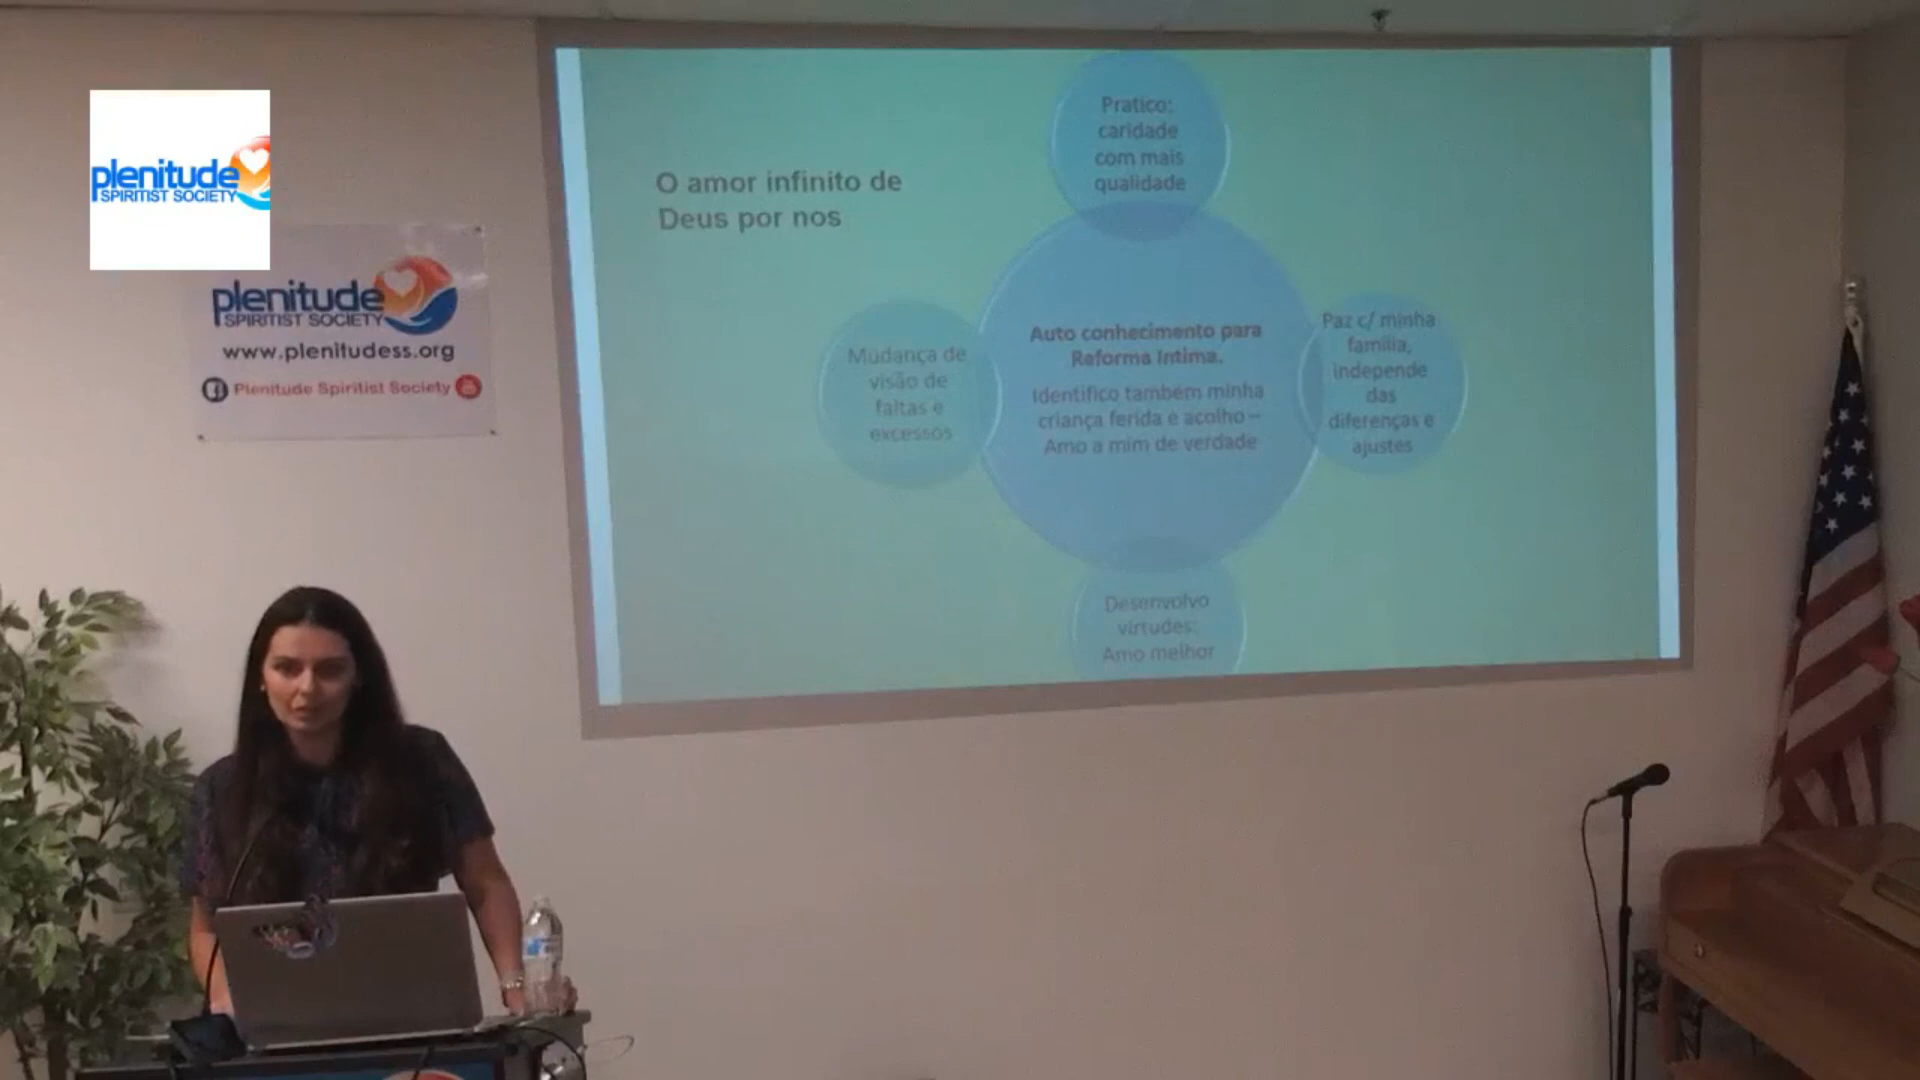 plenitude
SPIRITIST SOCIETY
plenitude
SPIRITIST SOCIETY
www.plenitudess.org
Plenitude Spiritist Society
O amor infinito de
Deus por nos
Pratico:
caridade
com mais
qualidade
Mudança de
visão de
faltas e
excessos
Auto conhecimento para
Reforma Intima.
Identifico também minha
criança ferida e acolho –
Amo a mim de verdade
Paz c/ minha
familia,
independe
das
diferenças e
ajustes
Desenvolvo
virtudes:
Amo melhor